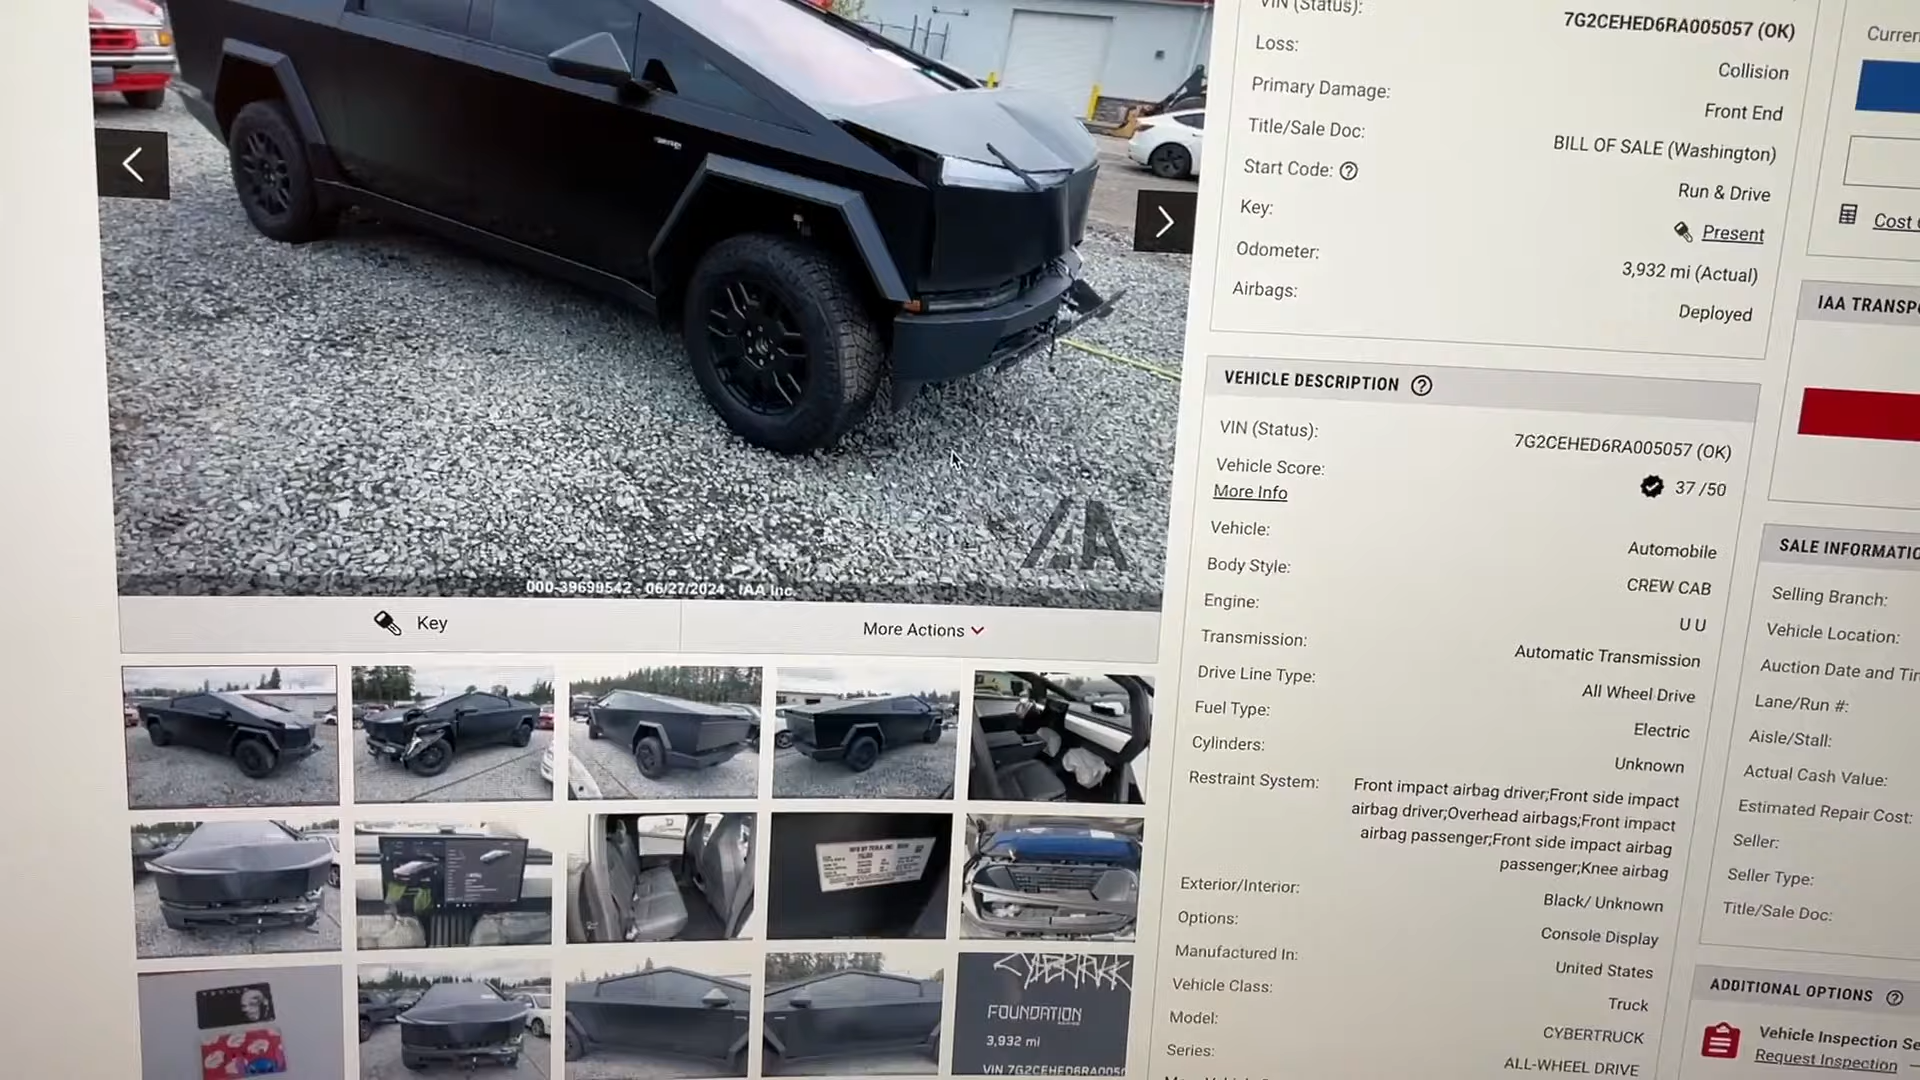 VIN (Status):
7G2CEHED6RA005057 (OK)
Loss:
Collision
Primary Damage:
Front End
Title/Sale Doc:
BILL OF SALE (Washington)
Start Code:
Run & Drive
Key:
Present
Odometer:
3,932 mi (Actual)
Airbags:
Deployed
VEHICLE DESCRIPTION
VIN (Status):
7G2CEHED6RA005057 (OK)
Vehicle Score:
37 /50
More Info
Vehicle:
Automobile
Body Style:
CREW CAB
Engine:
U U
Transmission:
Automatic Transmission
Drive Line Type:
All Wheel Drive
Fuel Type:
Electric
Cylinders:
Unknown
Restraint System:
Front impact airbag driver;Front side impact
airbag driver;Overhead airbags;Front impact
airbag passenger;Front side impact airbag
passenger;Knee airbag
Exterior/Interior:
Black/ Unknown
Options:
Console Display
Manufactured In:
United States
Vehicle Class:
Truck
Model:
CYBERTRUCK
Series:
ALL-WHEEL DRIVE
IAA
000-39699542 - 06/27/2024 - IAA Inc.
Key
More Actions
CYBERTRUCK
FOUNDATION
3,932 mi
VIN 7G2CEHED6RA005
Curren
Cost
IAA TRANSP
SALE INFORMATIO
Selling Branch:
Vehicle Location:
Auction Date and Ti
Lane/Run #:
Aisle/Stall:
Actual Cash Value:
Estimated Repair Cost:
Seller:
Seller Type:
Title/Sale Doc:
ADDITIONAL OPTIONS
Vehicle Inspection Se
Request Inspection